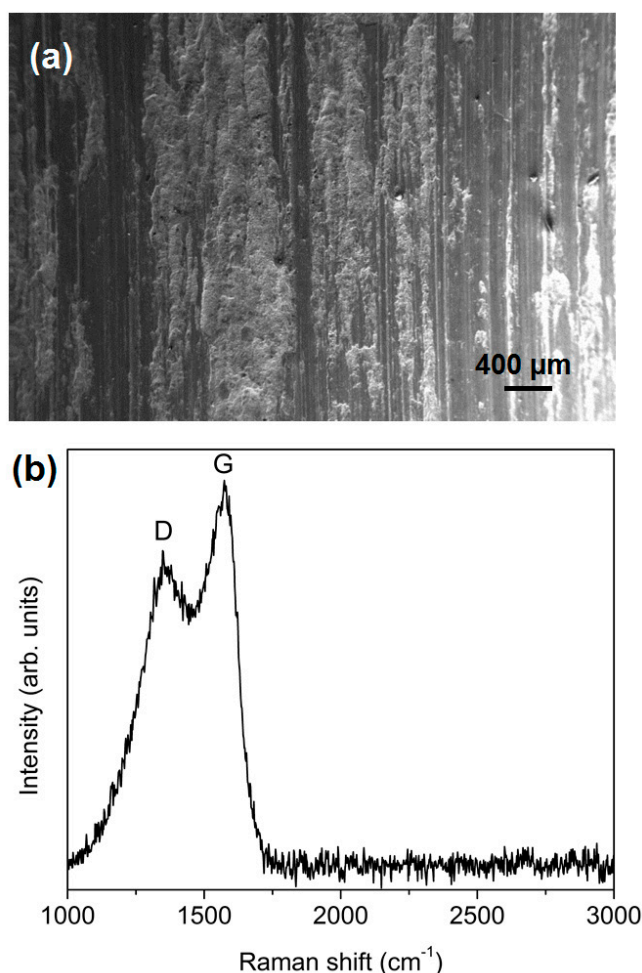 (a)
400 µm
(b)
G
D
Intensity (arb. units)
1000 1500 2000 2500 3000
Raman shift (cm⁻¹)